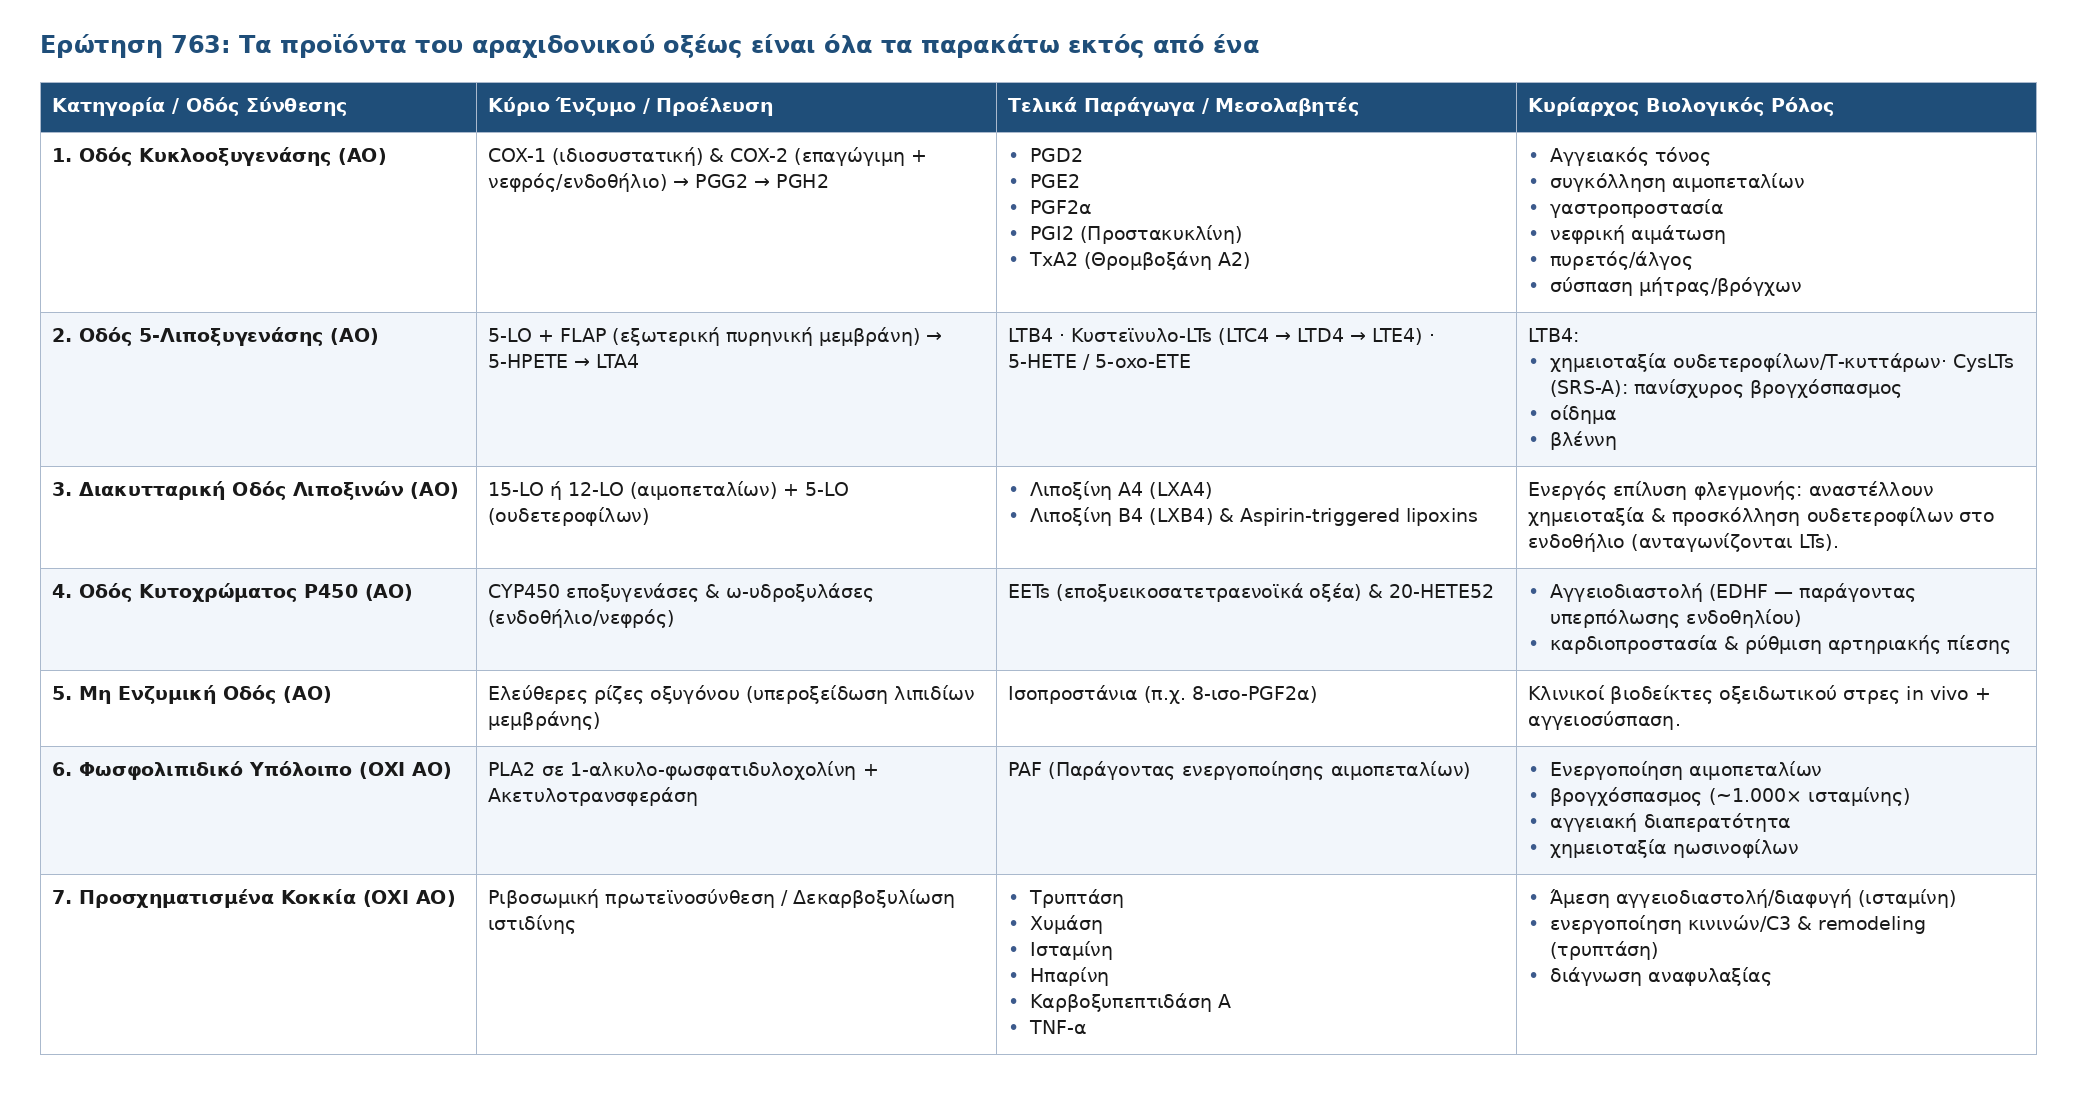 Ερώτηση 763: Τα προϊόντα του αραχιδονικού οξέως είναι όλα τα παρακάτω εκτός από ένα
Κατηγορία / Οδός Σύνθεσης
Κύριο Ένζυμο / Προέλευση
Τελικά Παράγωγα / Μεσολαβητές
Κυρίαρχος Βιολογικός Ρόλος
1. Οδός Κυκλοοξυγενάσης (ΑΟ)
COX-1 (ιδιοσυστατική) & COX-2 (επαγώγιμη +
νεφρός/ενδοθήλιο) → PGG2 → PGH2
• PGD2
• PGE2
• PGF2α
• PGI2 (Προστακυκλίνη)
• TxA2 (Θρομβοξάνη A2)
• Αγγειακός τόνος
• συγκόλληση αιμοπεταλίων
• γαστροπροστασία
• νεφρική αιμάτωση
• πυρετός/άλγος
• σύσπαση μήτρας/βρόγχων
2. Οδός 5-Λιποξυγενάσης (ΑΟ)
5-LO + FLAP (εξωτερική πυρηνική μεμβράνη) →
5-HPETE → LTA4
LTB4 · Κυστεϊνυλο-LTs (LTC4 → LTD4 → LTE4) ·
5-HETE / 5-oxo-ETE
LTB4:
• χημειοταξία ουδετεροφίλων/Τ-κυττάρων· CysLTs
(SRS-A): πανίσχυρος βρογχόσπασμος
• οίδημα
• βλέννη
3. Διακυτταρική Οδός Λιποξινών (ΑΟ)
15-LO ή 12-LO (αιμοπεταλίων) + 5-LO
(ουδετεροφίλων)
• Λιποξίνη A4 (LXA4)
• Λιποξίνη B4 (LXB4) & Aspirin-triggered lipoxins
Ενεργός επίλυση φλεγμονής: αναστέλλουν
χημειοταξία & προσκόλληση ουδετεροφίλων στο
ενδοθήλιο (ανταγωνίζονται LTs).
4. Οδός Κυτοχρώματος P450 (ΑΟ)
CYP450 εποξυγενάσες & ω-υδροξυλάσες
(ενδοθήλιο/νεφρός)
EETs (εποξυεικοσατετραενοϊκά οξέα) & 20-HETE52
• Αγγειοδιαστολή (EDHF — παράγοντας
υπερπόλωσης ενδοθηλίου)
• καρδιοπροστασία & ρύθμιση αρτηριακής πίεσης
5. Μη Ενζυμική Οδός (ΑΟ)
Ελεύθερες ρίζες οξυγόνου (υπεροξείδωση λιπιδίων
μεμβράνης)
Ισοπροστάνια (π.χ. 8-ισο-PGF2α)
Κλινικοί βιοδείκτες οξειδωτικού στρες in vivo +
αγγειοσύσπαση.
6. Φωσφολιπιδικό Υπόλοιπο (ΟΧΙ ΑΟ)
PLA2 σε 1-αλκυλο-φωσφατιδυλοχολίνη +
Ακετυλοτρανσφεράση
PAF (Παράγοντας ενεργοποίησης αιμοπεταλίων)
• Ενεργοποίηση αιμοπεταλίων
• βρογχόσπασμος (~1.000× ισταμίνης)
• αγγειακή διαπερατότητα
• χημειοταξία ηωσινοφίλων
7. Προσχηματισμένα Κοκκία (ΟΧΙ ΑΟ)
Ριβοσωμική πρωτεϊνοσύνθεση / Δεκαρβοξυλίωση
ιστιδίνης
• Τρυπτάση
• Χυμάση
• Ισταμίνη
• Ηπαρίνη
• Καρβοξυπεπτιδάση Α
• TNF-α
• Άμεση αγγειοδιαστολή/διαφυγή (ισταμίνη)
• ενεργοποίηση κινινών/C3 & remodeling
(τρυπτάση)
• διάγνωση αναφυλαξίας